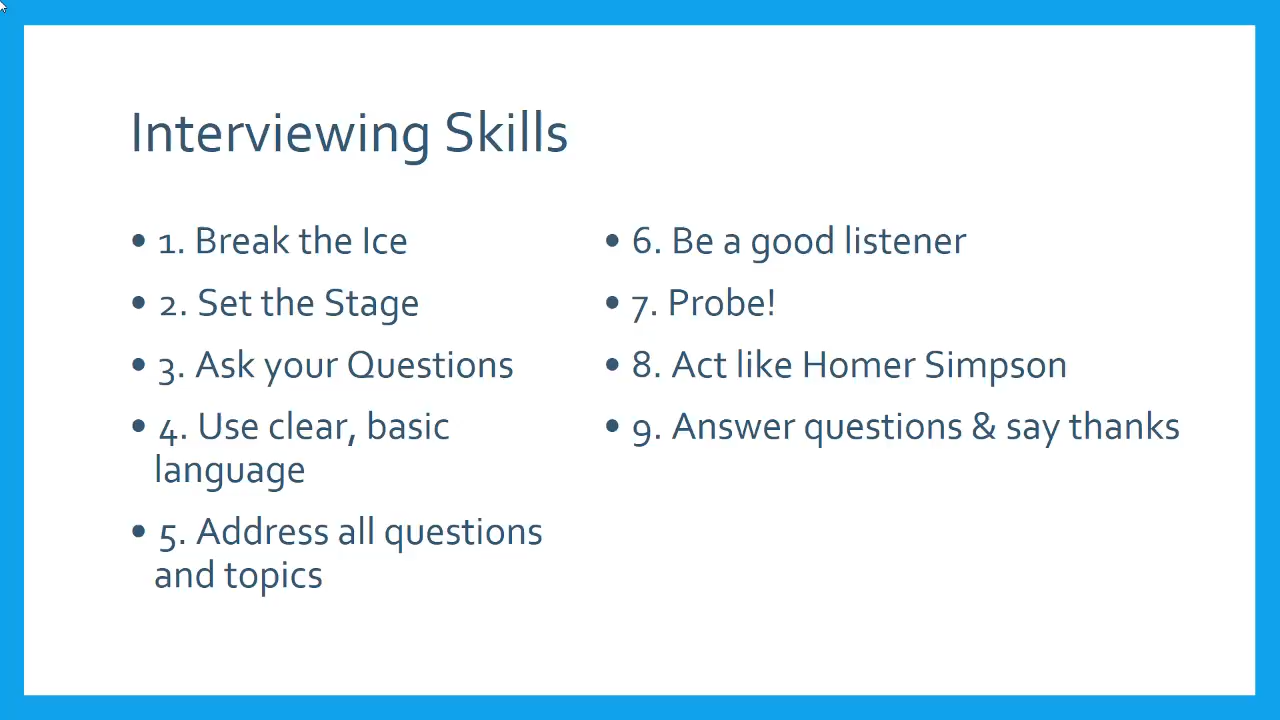 Interviewing Skills
• 1. Break the Ice
• 2. Set the Stage
• 3. Ask your Questions
• 4. Use clear, basic
language
• 5. Address all questions
and topics
• 6. Be a good listener
• 7. Probe!
• 8. Act like Homer Simpson
• 9. Answer questions & say thanks